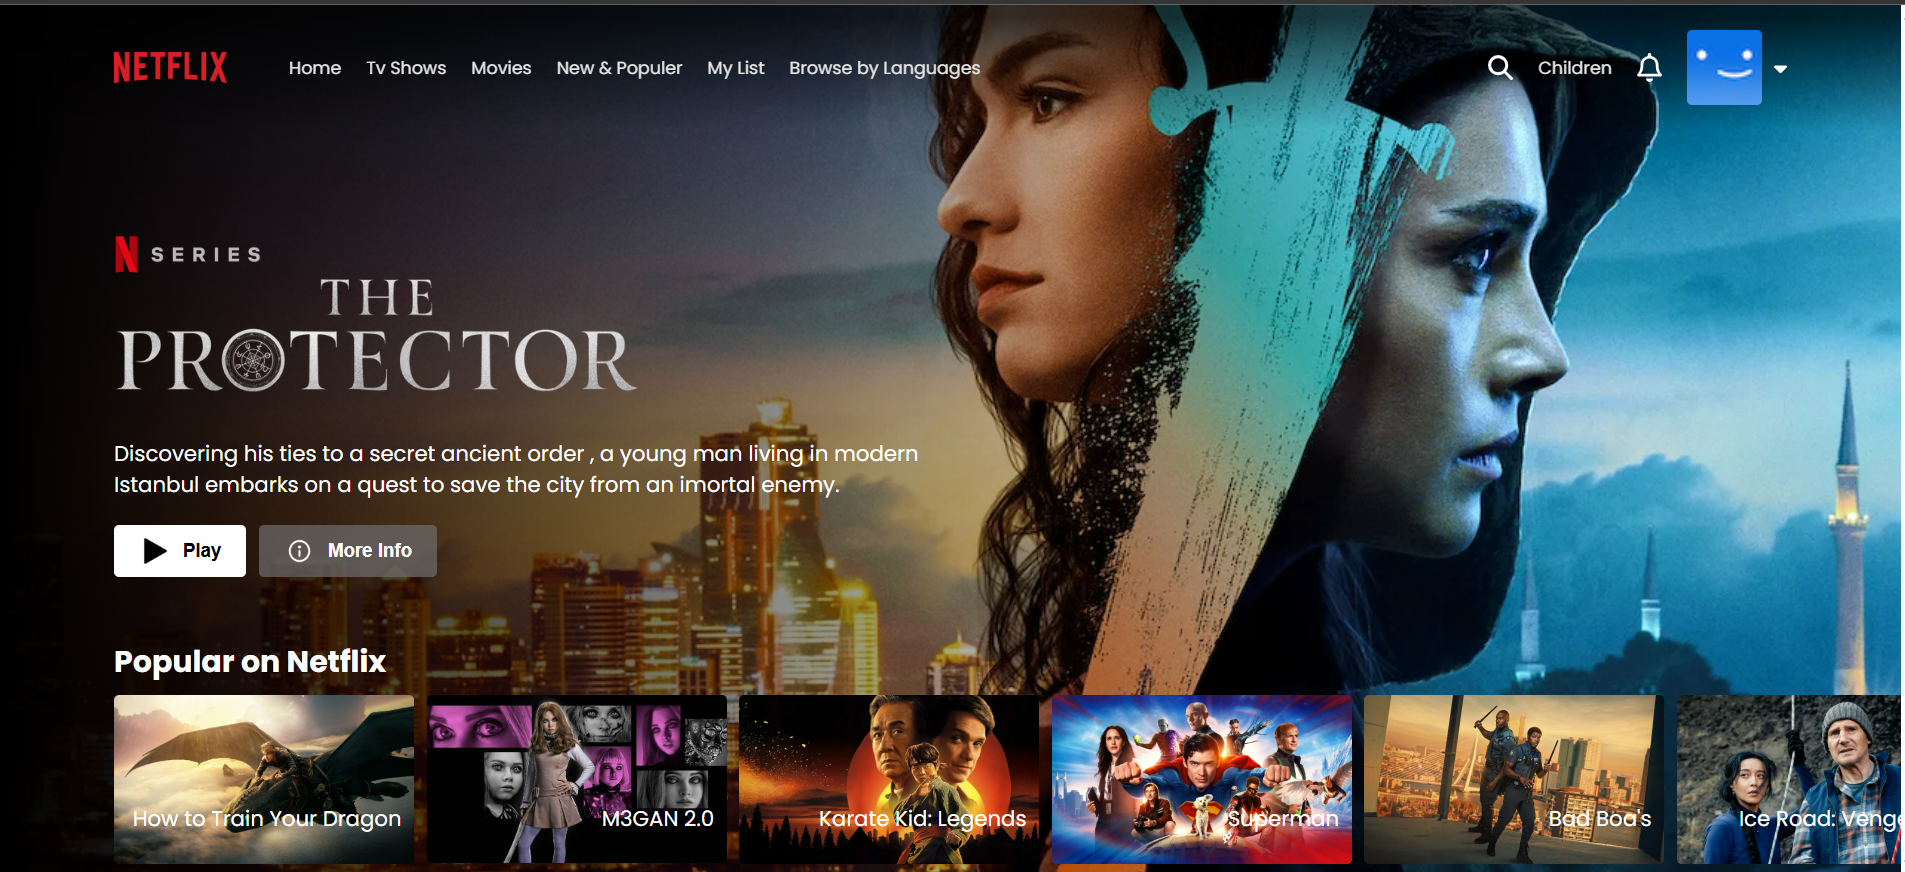 NETFLIX Home Tv Shows Movies New & Populer My List Browse by Languages Children
N SERIES
THE
PROTECTOR
Discovering his ties to a secret ancient order , a young man living in modern
Istanbul embarks on a quest to save the city from an imortal enemy.
Play More Info
Popular on Netflix
How to Train Your Dragon M3GAN 2.0 Karate Kid: Legends Superman Bad Boa's Ice Road: Venge